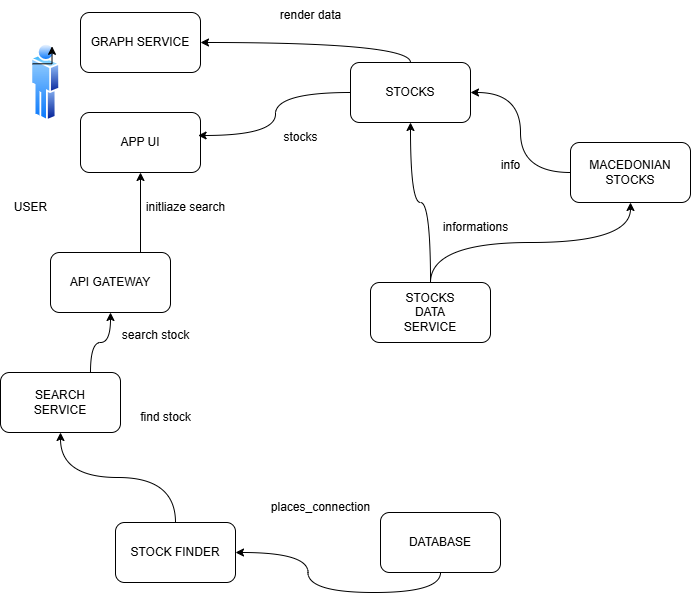 render data
GRAPH SERVICE
STOCKS
APP UI
stocks
info
MACEDONIAN
STOCKS
USER
initliaze search
informations
API GATEWAY
STOCKS
DATA
SERVICE
search stock
SEARCH
SERVICE
find stock
places_connection
STOCK FINDER
DATABASE